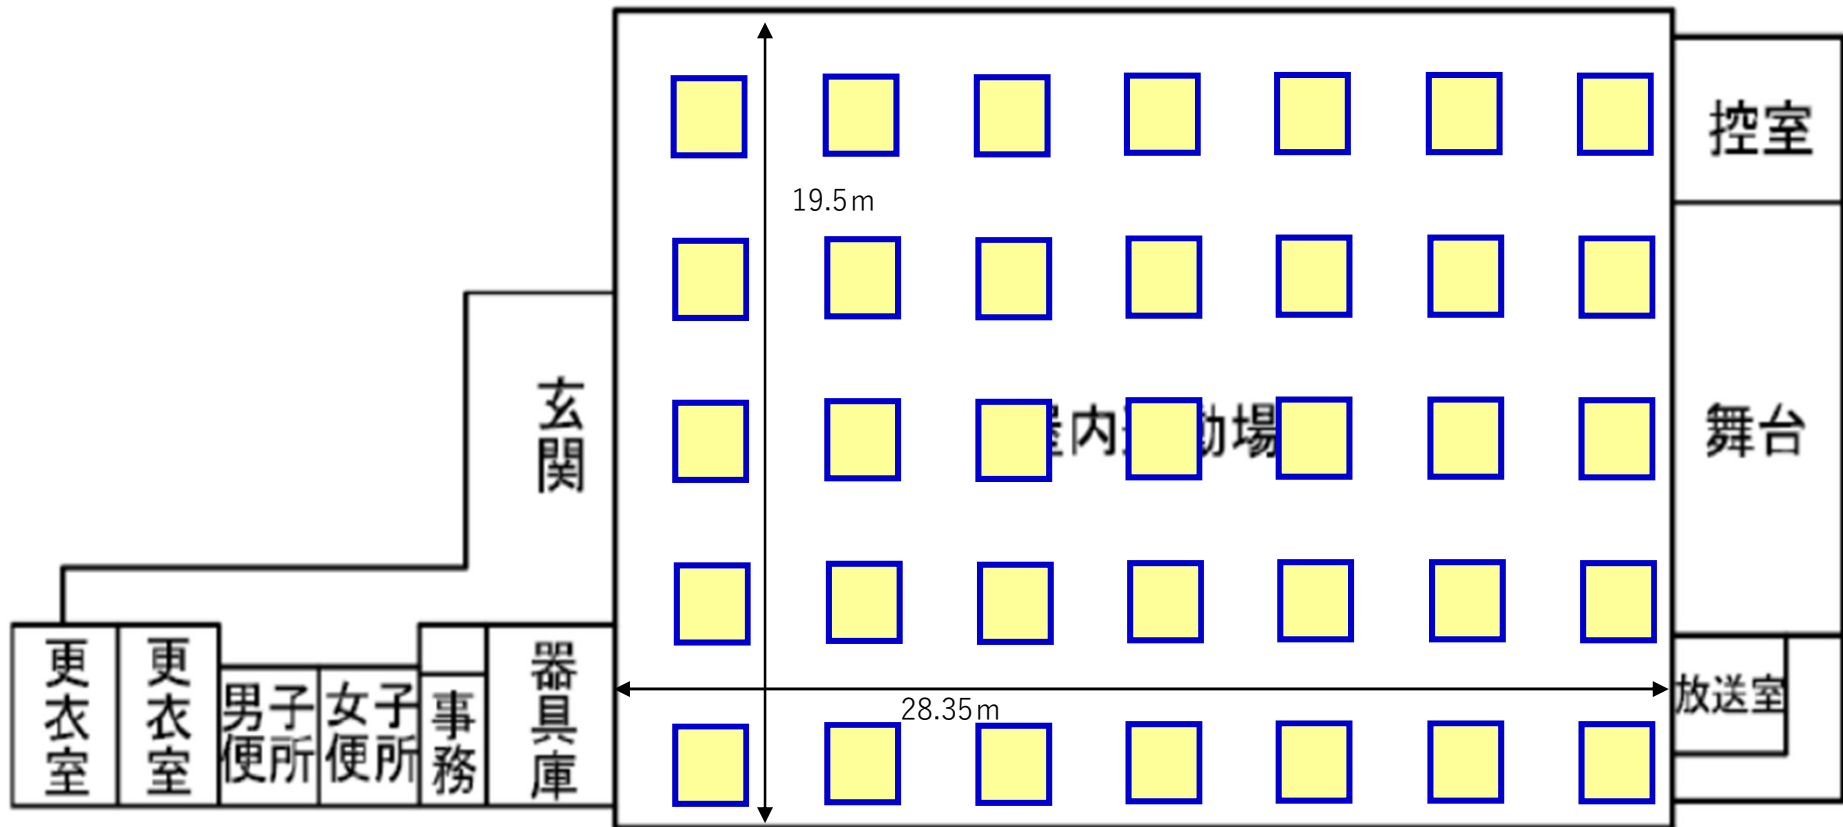 控室
19.5m
玄関
内
動場
舞台
28.35m
更衣室
更衣室
男子便所
女子便所
事務
器具庫
放送室